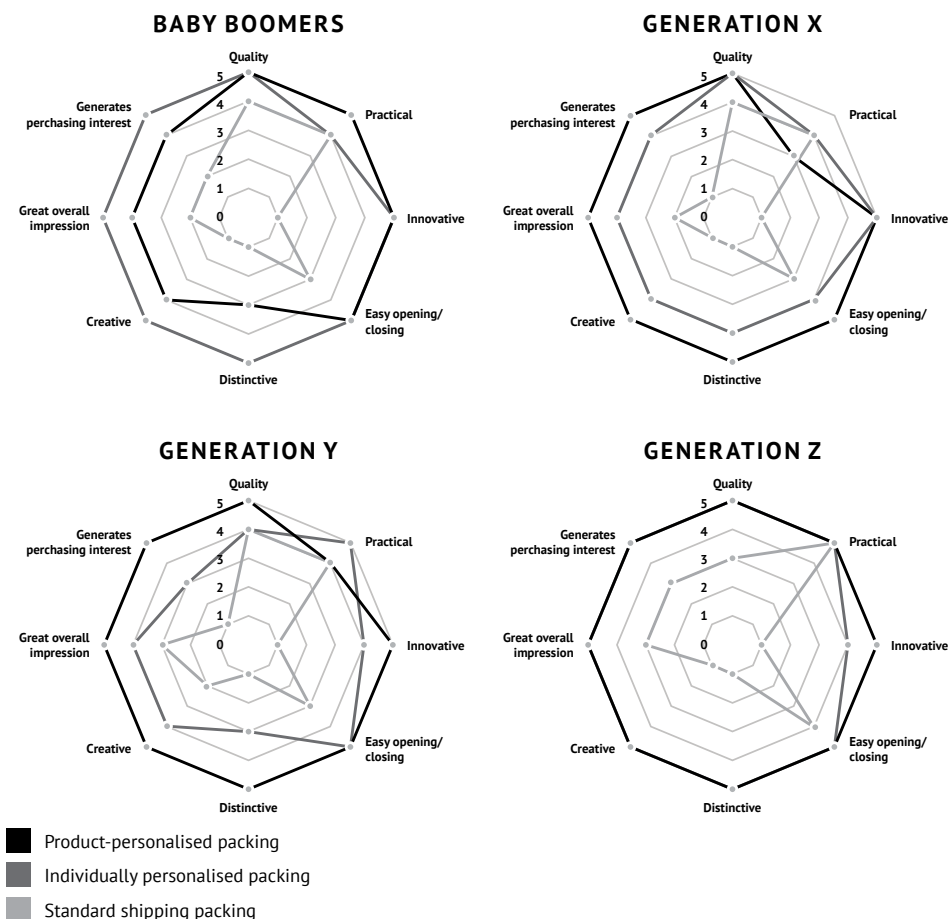 BABY BOOMERS
Quality
5
4
3
2
1
0
Generates
perchasing interest
Practical
Great overall
impression
Innovative
Creative
Easy opening/
closing
Distinctive
GENERATION X
Quality
5
4
3
2
1
0
Generates
perchasing interest
Practical
Great overall
impression
Innovative
Creative
Easy opening/
closing
Distinctive
GENERATION Y
Quality
5
4
3
2
1
0
Generates
perchasing interest
Practical
Great overall
impression
Innovative
Creative
Easy opening/
closing
Distinctive
GENERATION Z
Quality
5
4
3
2
1
0
Generates
perchasing interest
Practical
Great overall
impression
Innovative
Creative
Easy opening/
closing
Distinctive
Product-personalised packing
Individually personalised packing
Standard shipping packing